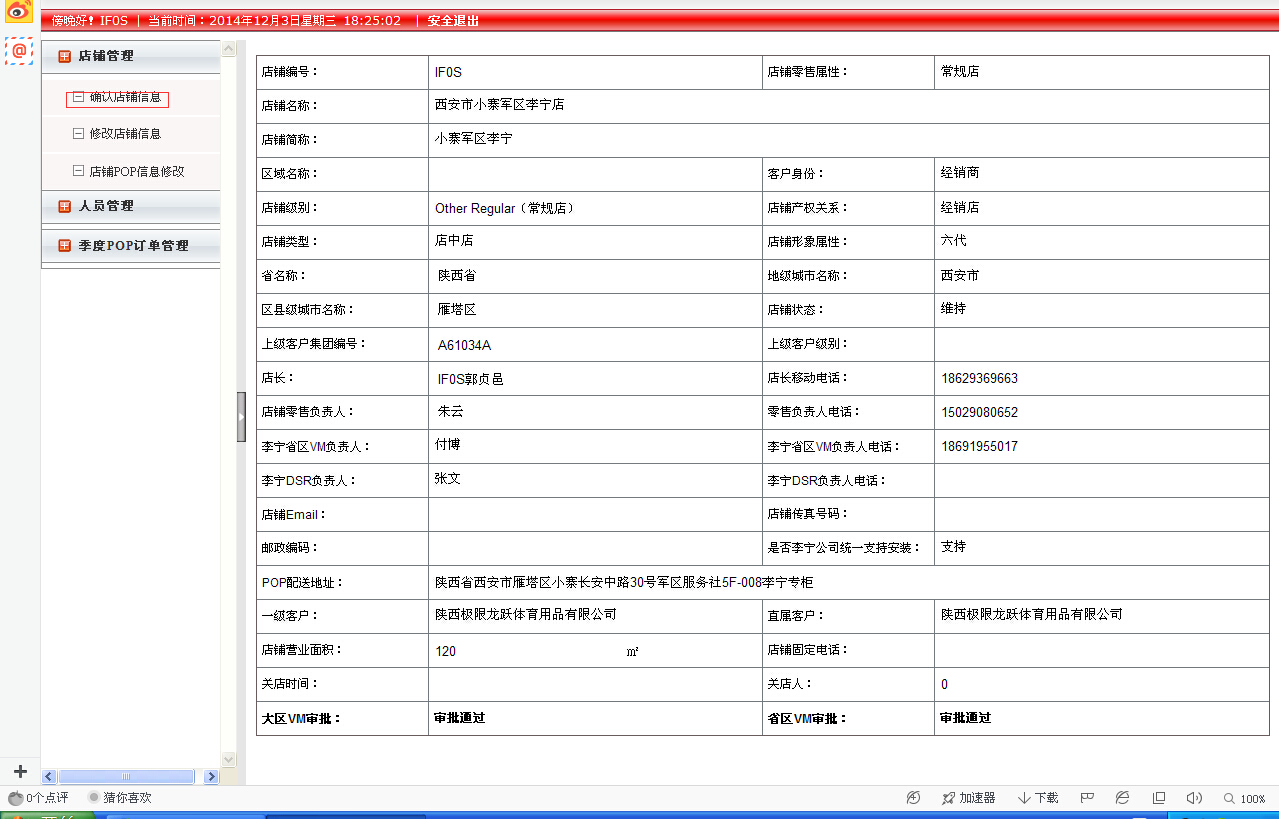 傍晚好! IF0S | 当前时间：2014年12月3日星期三 18:25:02 | 安全退出
店铺管理
确认店铺信息
修改店铺信息
店铺POP信息修改
人员管理
季度POP订单管理
店铺编号： IF0S 店铺零售属性： 常规店
店铺名称： 西安市小寨军区李宁店
店铺简称： 小寨军区李宁
区域名称： 客户身份： 经销商
店铺级别： Other Regular（常规店） 店铺产权关系： 经销店
店铺类型： 店中店 店铺形象属性： 六代
省名称： 陕西省 地级城市名称： 西安市
区县级城市名称： 雁塔区 店铺状态： 维持
上级客户集团编号： A61034A 上级客户级别：
店长： IF0S郭贞邑 店长移动电话： 18629369663
店铺零售负责人： 朱云 零售负责人电话： 15029080652
李宁省区VM负责人： 付博 李宁省区VM负责人电话： 18691955017
李宁DSR负责人： 张文 李宁DSR负责人电话：
店铺Email： 店铺传真号码：
邮政编码： 是否李宁公司统一支持安装： 支持
POP配送地址： 陕西省西安市雁塔区小寨长安中路30号军区服务社5F-008李宁专柜
一级客户： 陕西极限龙跃体育用品有限公司 直属客户： 陕西极限龙跃体育用品有限公司
店铺营业面积： 120 ㎡ 店铺固定电话：
关店时间： 关店人： 0
大区VM审批： 审批通过 省区VM审批： 审批通过
0个点评 猜你喜欢 加速器 下载 100%